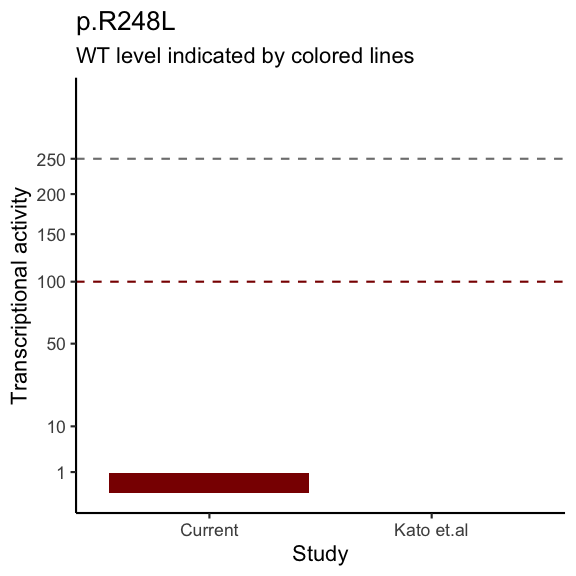 p.R248L
WT level indicated by colored lines
Transcriptional activity
250
200
150
100
50
10
1
Current
Kato et.al
Study